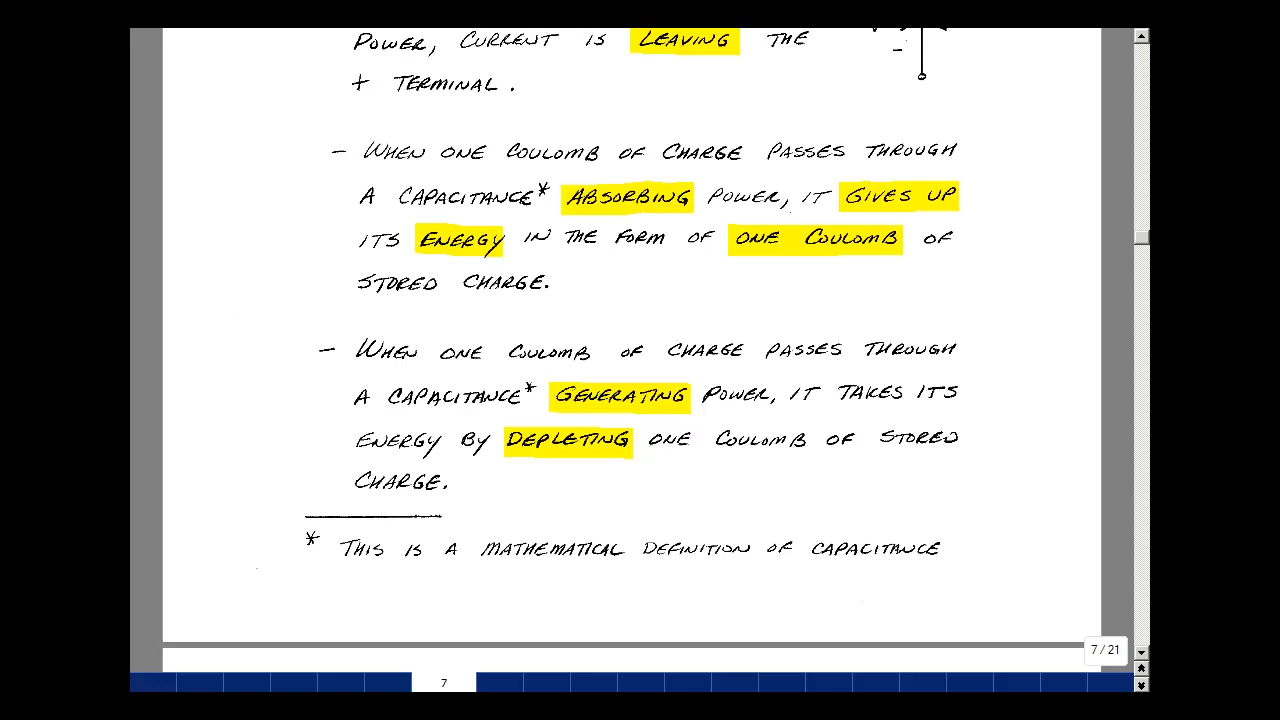 POWER, CURRENT IS LEAVING THE
+ TERMINAL.
-
- WHEN ONE COULOMB OF CHARGE PASSES THROUGH
A CAPACITANCE* ABSORBING POWER, IT GIVES UP
ITS ENERGY IN THE FORM OF ONE COULOMB OF
STORED CHARGE.
- WHEN ONE COULOMB OF CHARGE PASSES THROUGH
A CAPACITANCE* GENERATING POWER, IT TAKES ITS
ENERGY BY DEPLETING ONE COULOMB OF STORED
CHARGE.
* THIS IS A MATHEMATICAL DEFINITION OF CAPACITANCE
7 / 21
7